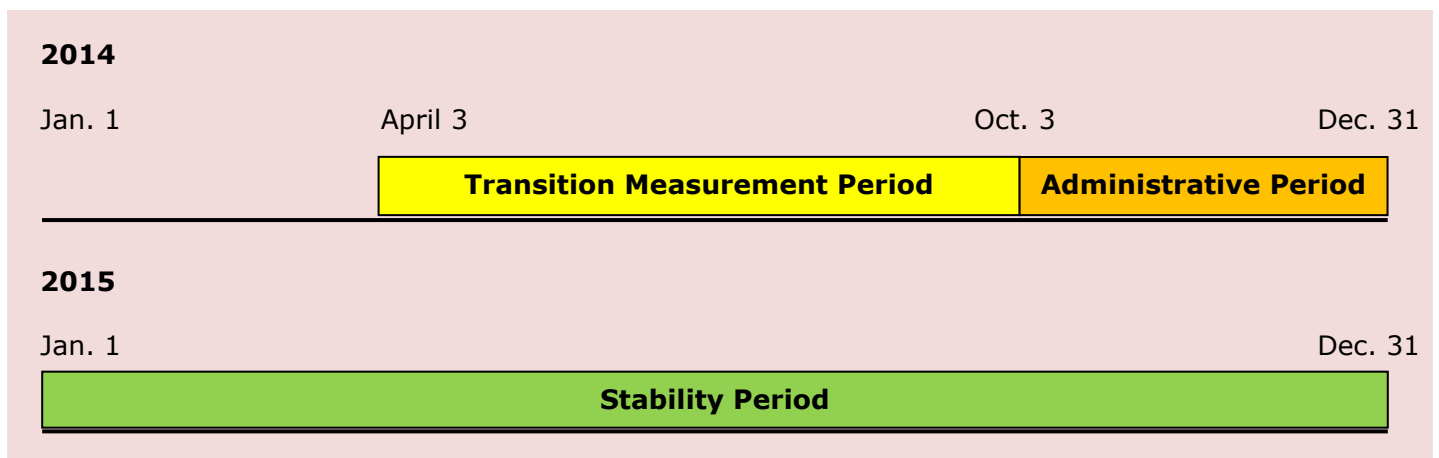 2014
Jan. 1 April 3 Oct. 3 Dec. 31
Transition Measurement Period Administrative Period
2015
Jan. 1 Dec. 31
Stability Period